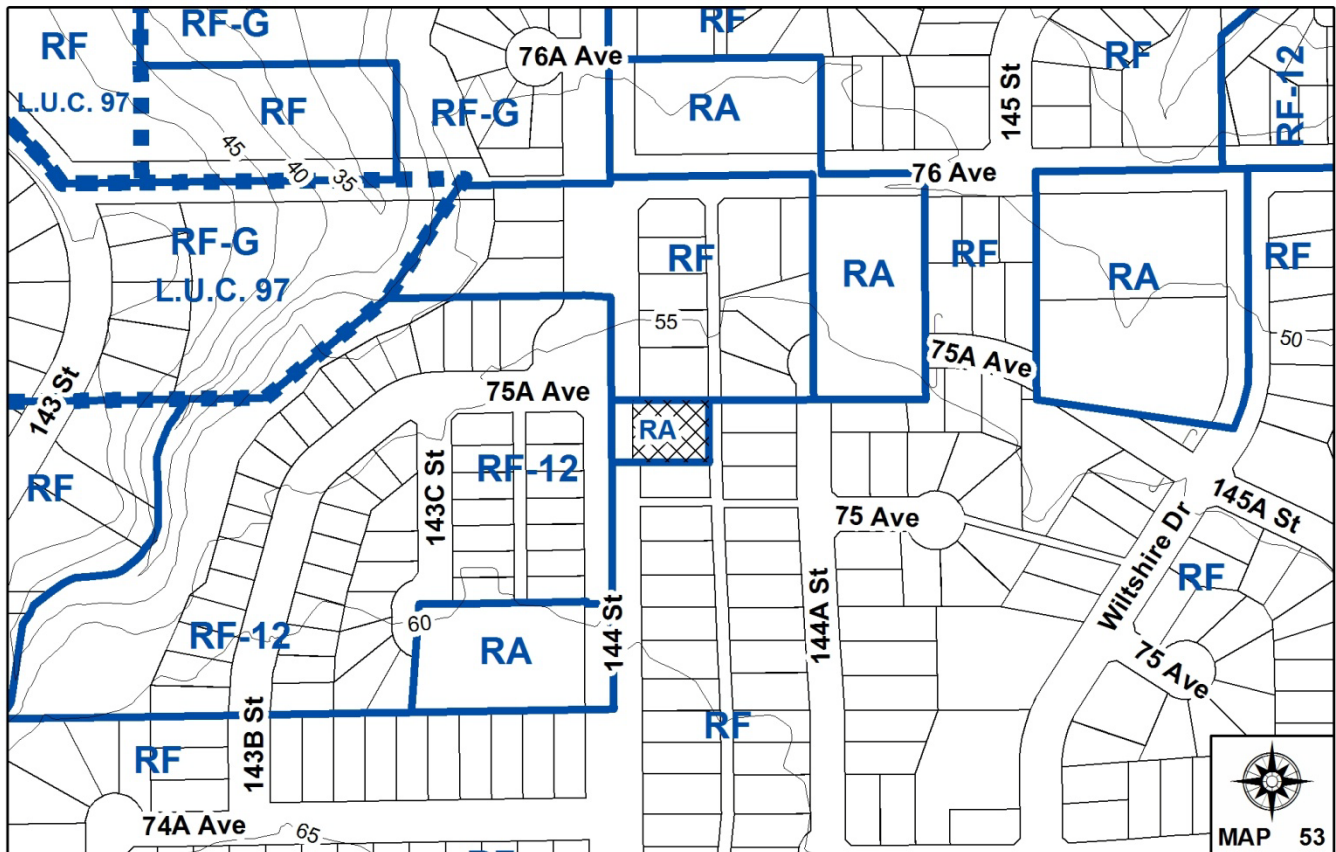 RF-G
RF
RF
RF
76A Ave
RF-12
L.U.C. 97
RF
RF-G
RA
145 St
45
40
35
76 Ave
RF-G
L.U.C. 97
RF
RA
RF
RA
RF
55
50
75A Ave
143 St
75A Ave
RA
RF
143C St
RF-12
75 Ave
145A St
Wiltshire Dr
RF
60
RF-12
RA
144 St
144A St
75 Ave
143B St
RF
RF
74A Ave
65
MAP 53